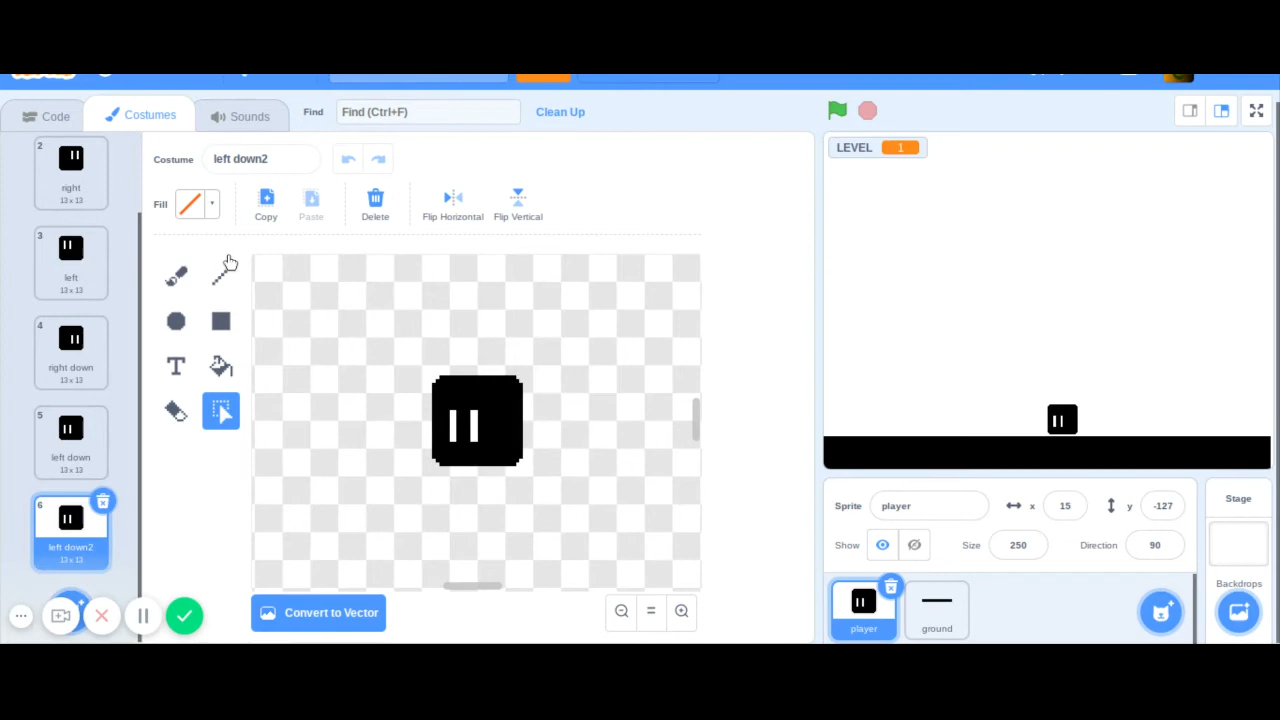 Code
Costumes
Sounds
Find
Find (Ctrl+F)
Clean Up
LEVEL 1
2
right
13 x 13
3
left
13 x 13
4
right down
13 x 13
5
left down
13 x 13
6
left down2
13 x 13
Costume
left down2
Fill
Copy
Paste
Delete
Flip Horizontal
Flip Vertical
T
Convert to Vector
Sprite
player
x
15
y
-127
Show
Size
250
Direction
90
player
ground
Stage
Backdrops